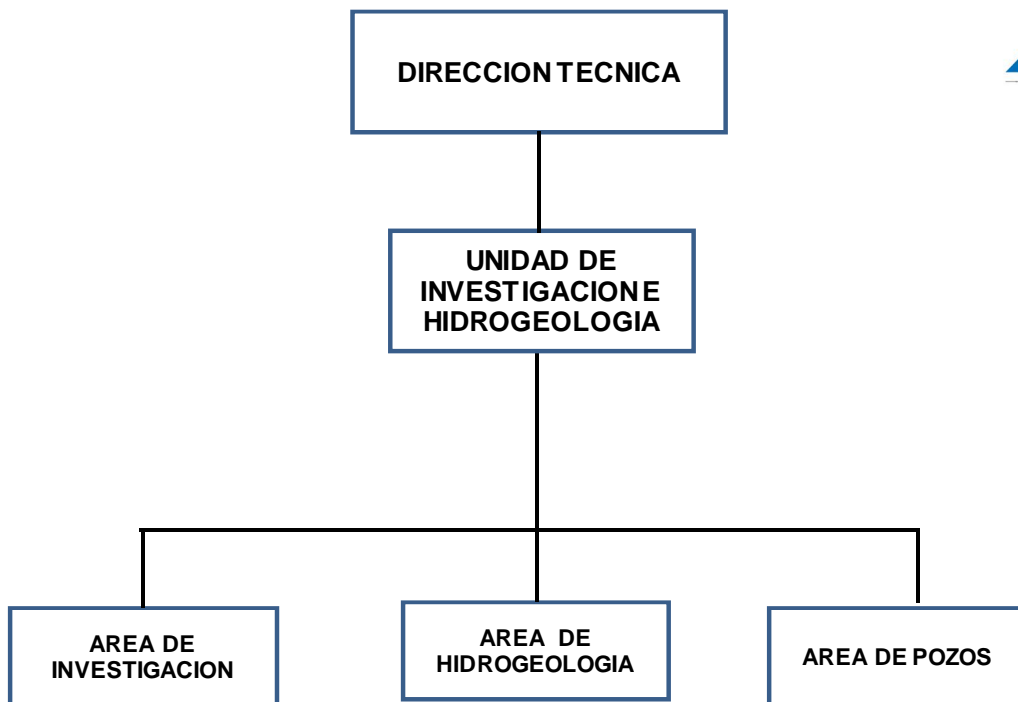 DIRECCION TECNICA
UNIDAD DE
INVESTIGACION E
HIDROGEOLOGIA
AREA DE
INVESTIGACION
AREA DE
HIDROGEOLOGIA
AREA DE POZOS